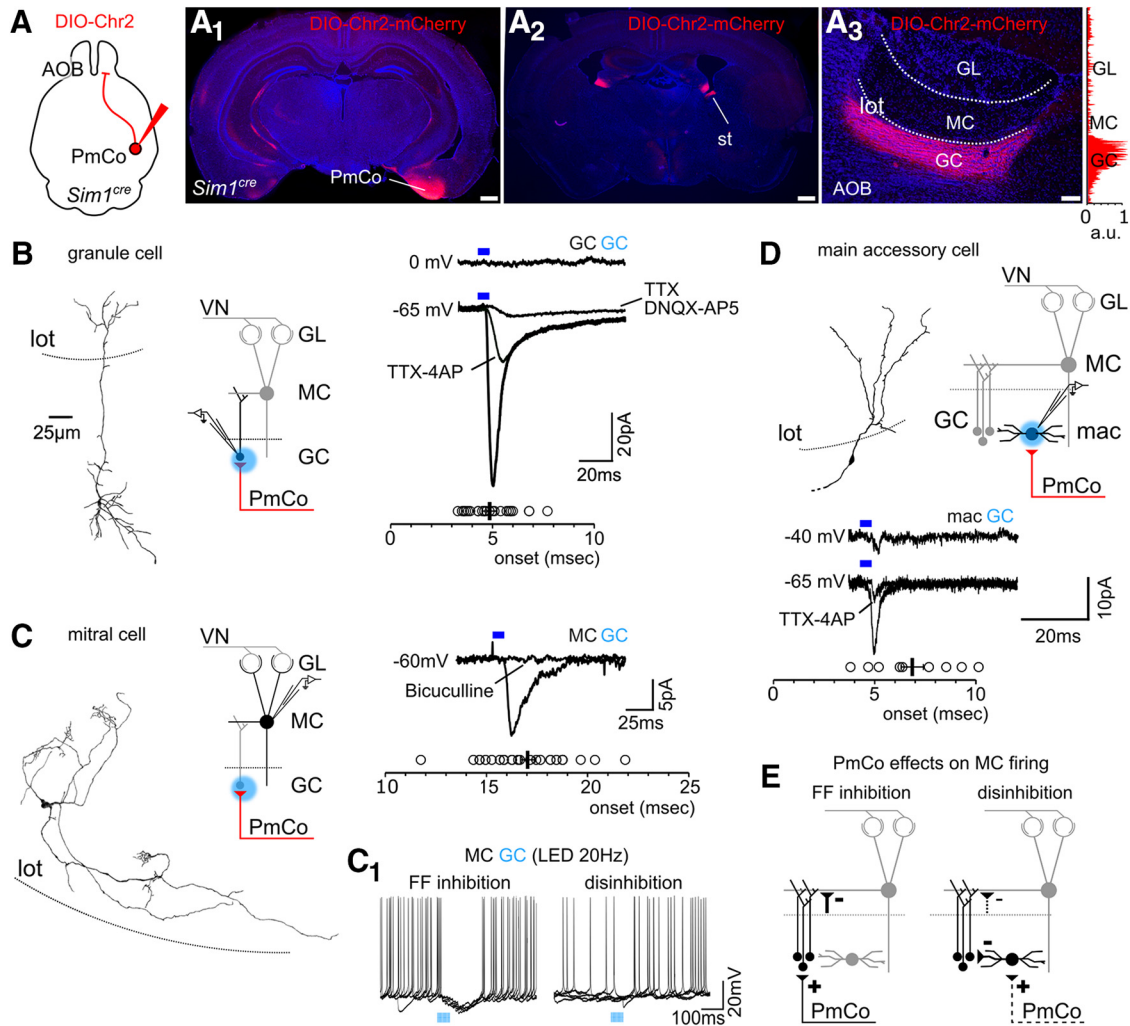 A
DIO-Chr2
AOB
PmCo
Sim1cre
A1
DIO-Chr2-mCherry
PmCo
Sim1cre
A2
DIO-Chr2-mCherry
st
A3
DIO-Chr2-mCherry
GL
lot
MC
GC
AOB
GL
MC
GC
0 1
a.u.
B
granule cell
lot
25µm
VN
GL
MC
GC
PmCo
GC GC
0 mV
-65 mV
TTX
DNQX-AP5
TTX-4AP
20pA
20ms
0 5 10
onset (msec)
C
mitral cell
lot
VN
GL
MC
GC
PmCo
MC GC
-60mV
Bicuculline
5pA
25ms
10 15 20 25
onset (msec)
C1
MC GC (LED 20Hz)
FF inhibition
disinhibition
20mV
100ms
D
main accessory cell
lot
VN
GL
MC
GC
mac
PmCo
mac GC
-40 mV
-65 mV
TTX-4AP
10pA
20ms
0 5 10
onset (msec)
E
PmCo effects on MC firing
FF inhibition
disinhibition
-
+
PmCo
-
-
+
PmCo